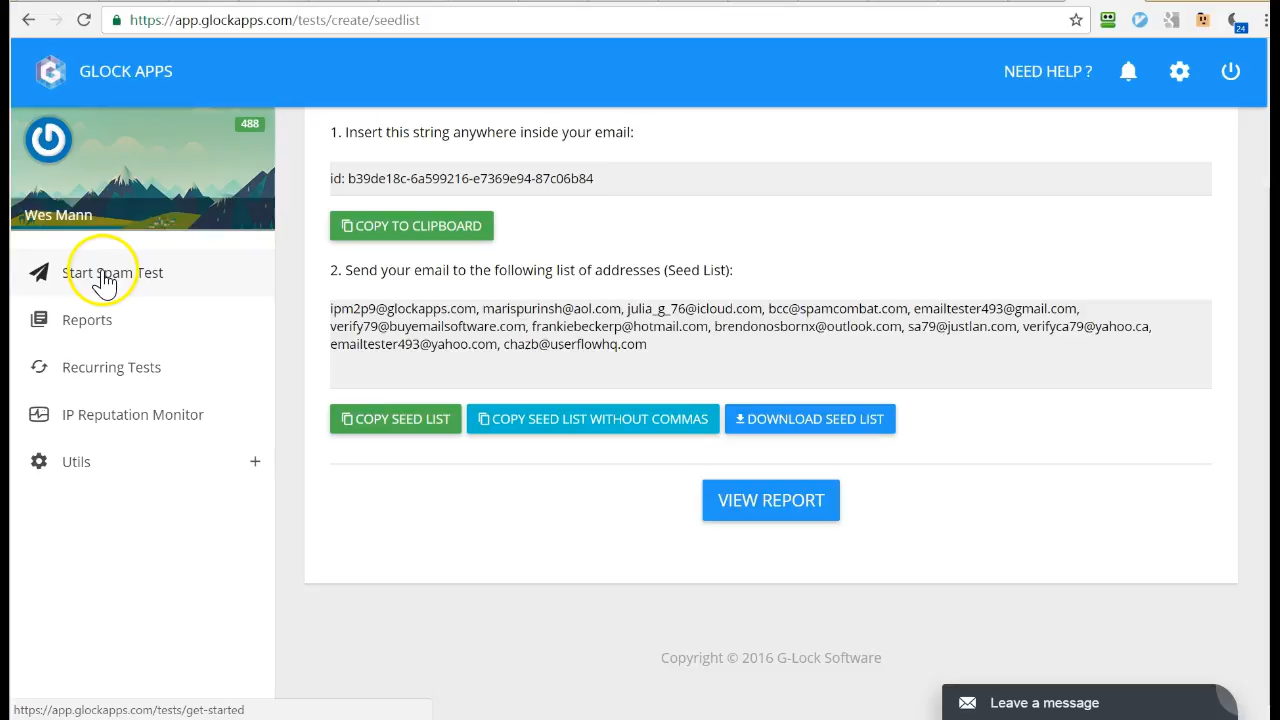 https://app.glockapps.com/tests/create/seedlist
24
GLOCK APPS
NEED HELP ?
488
Wes Mann
Start Spam Test
Reports
Recurring Tests
IP Reputation Monitor
Utils
1. Insert this string anywhere inside your email:
id: b39de18c-6a599216-e7369e94-87c06b84
COPY TO CLIPBOARD
2. Send your email to the following list of addresses (Seed List):
ipm2p9@glockapps.com, marispurinsh@aol.com, julia_g_76@icloud.com, bcc@spamcombat.com, emailtester493@gmail.com,
verify79@buyemailsoftware.com, frankiebeckerp@hotmail.com, brendonosbornx@outlook.com, sa79@justlan.com, verifyca79@yahoo.ca,
emailtester493@yahoo.com, chazb@userflowhq.com
COPY SEED LIST
COPY SEED LIST WITHOUT COMMAS
DOWNLOAD SEED LIST
VIEW REPORT
Copyright © 2016 G-Lock Software
https://app.glockapps.com/tests/get-started
Leave a message